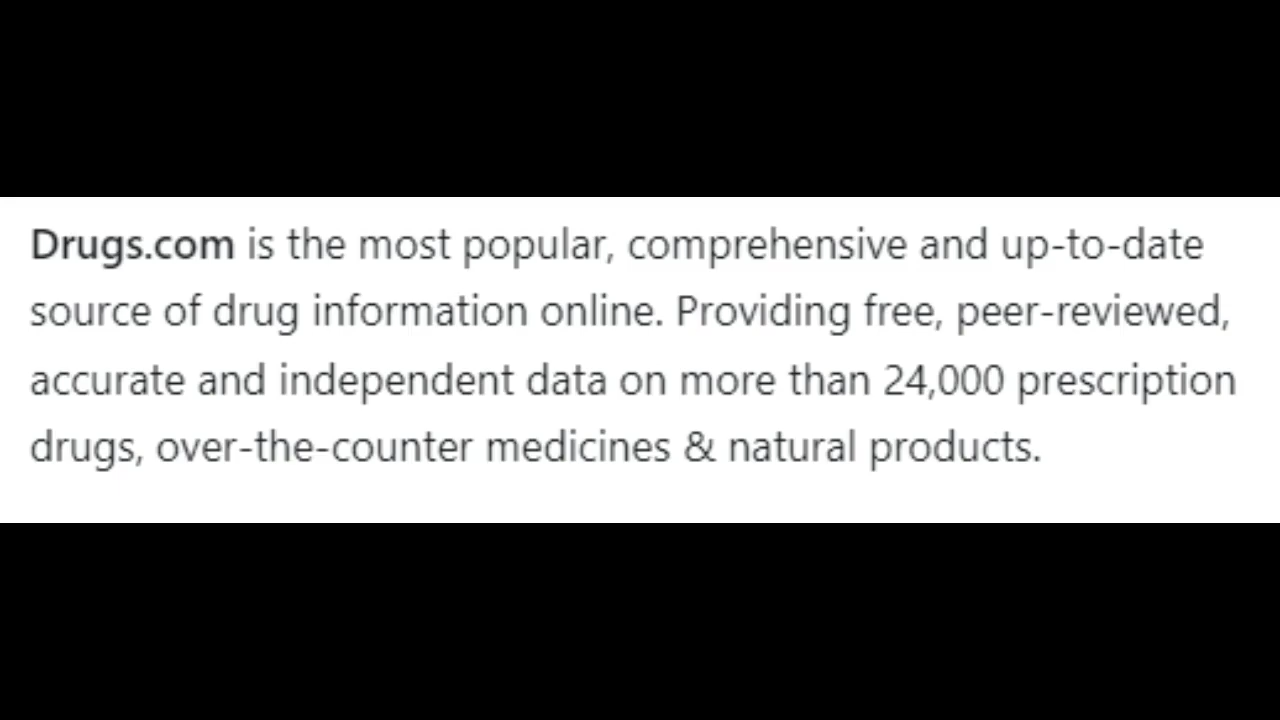 Drugs.com is the most popular, comprehensive and up-to-date
source of drug information online. Providing free, peer-reviewed,
accurate and independent data on more than 24,000 prescription
drugs, over-the-counter medicines & natural products.